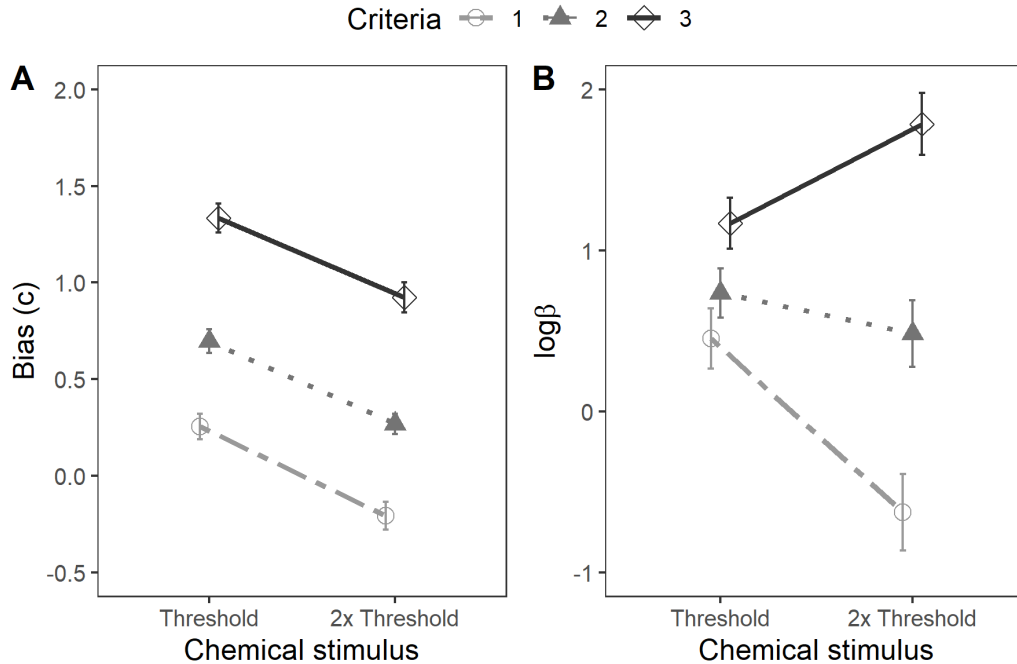 Criteria 1 2 3
A
B
2.0
1.5
1.0
0.5
0.0
-0.5
Bias (c)
Threshold 2x Threshold
Chemical stimulus
2
1
0
-1
logβ
Threshold 2x Threshold
Chemical stimulus